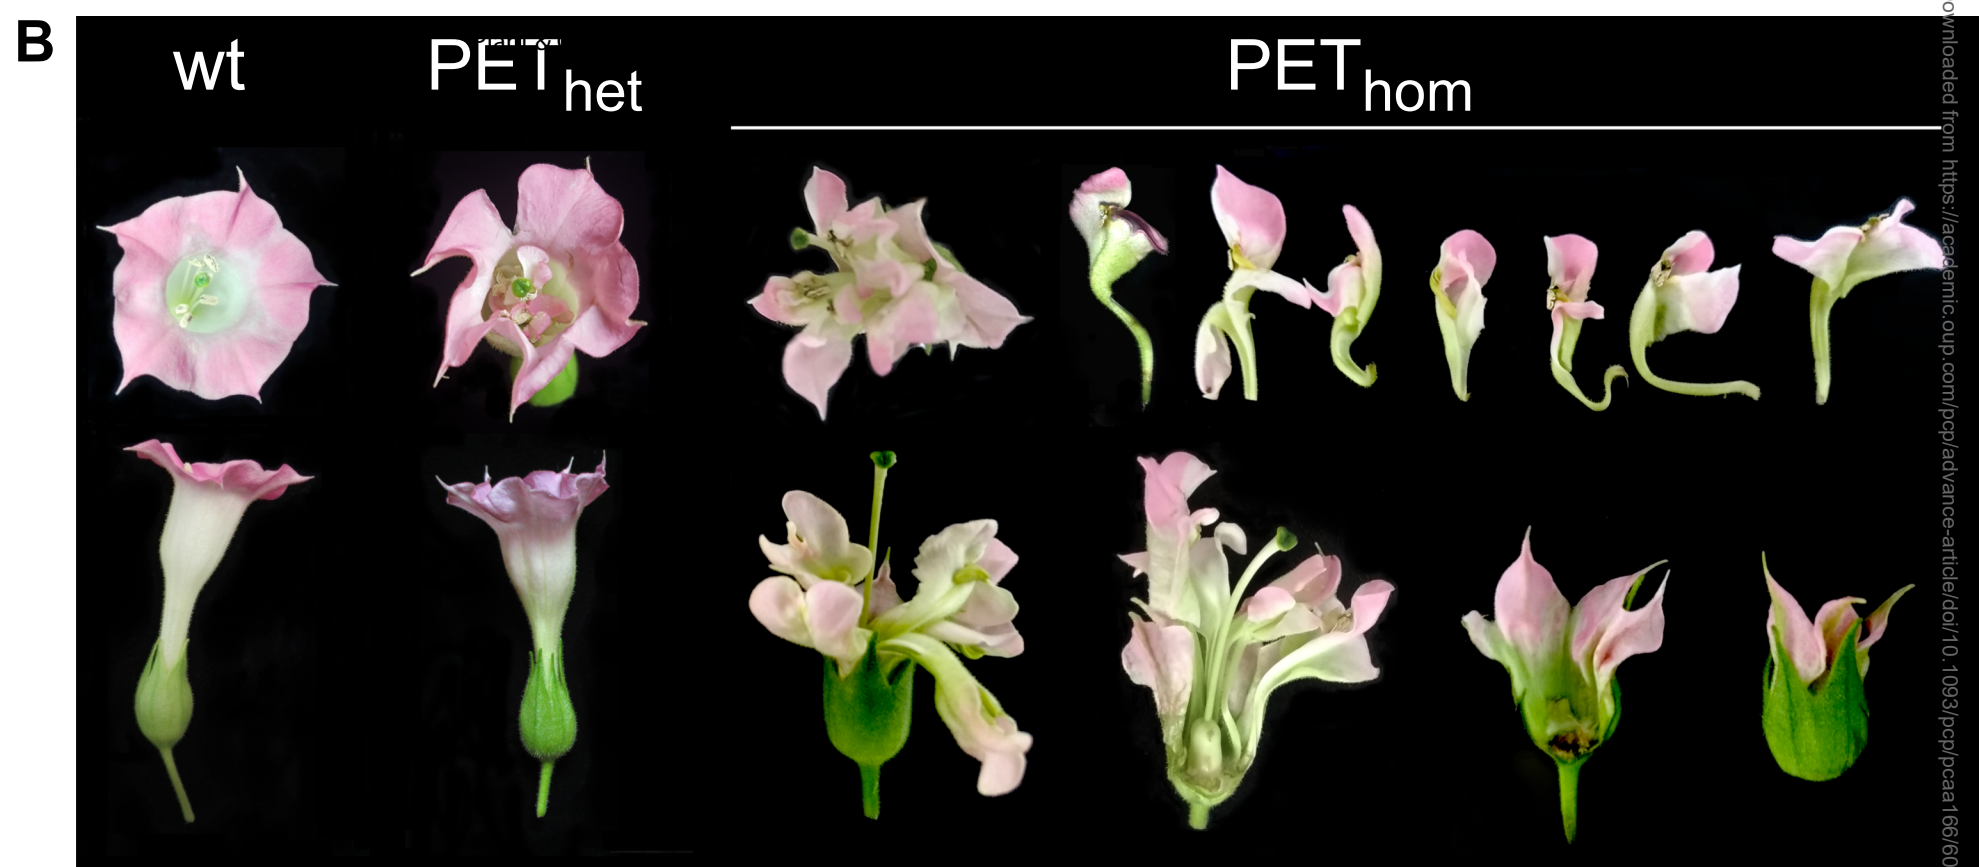 B
wt
PEThet
PEThom
ownloaded from https://academic.oup.com/pcp/advance-article/doi/10.1093/pcp/pcaa166/60